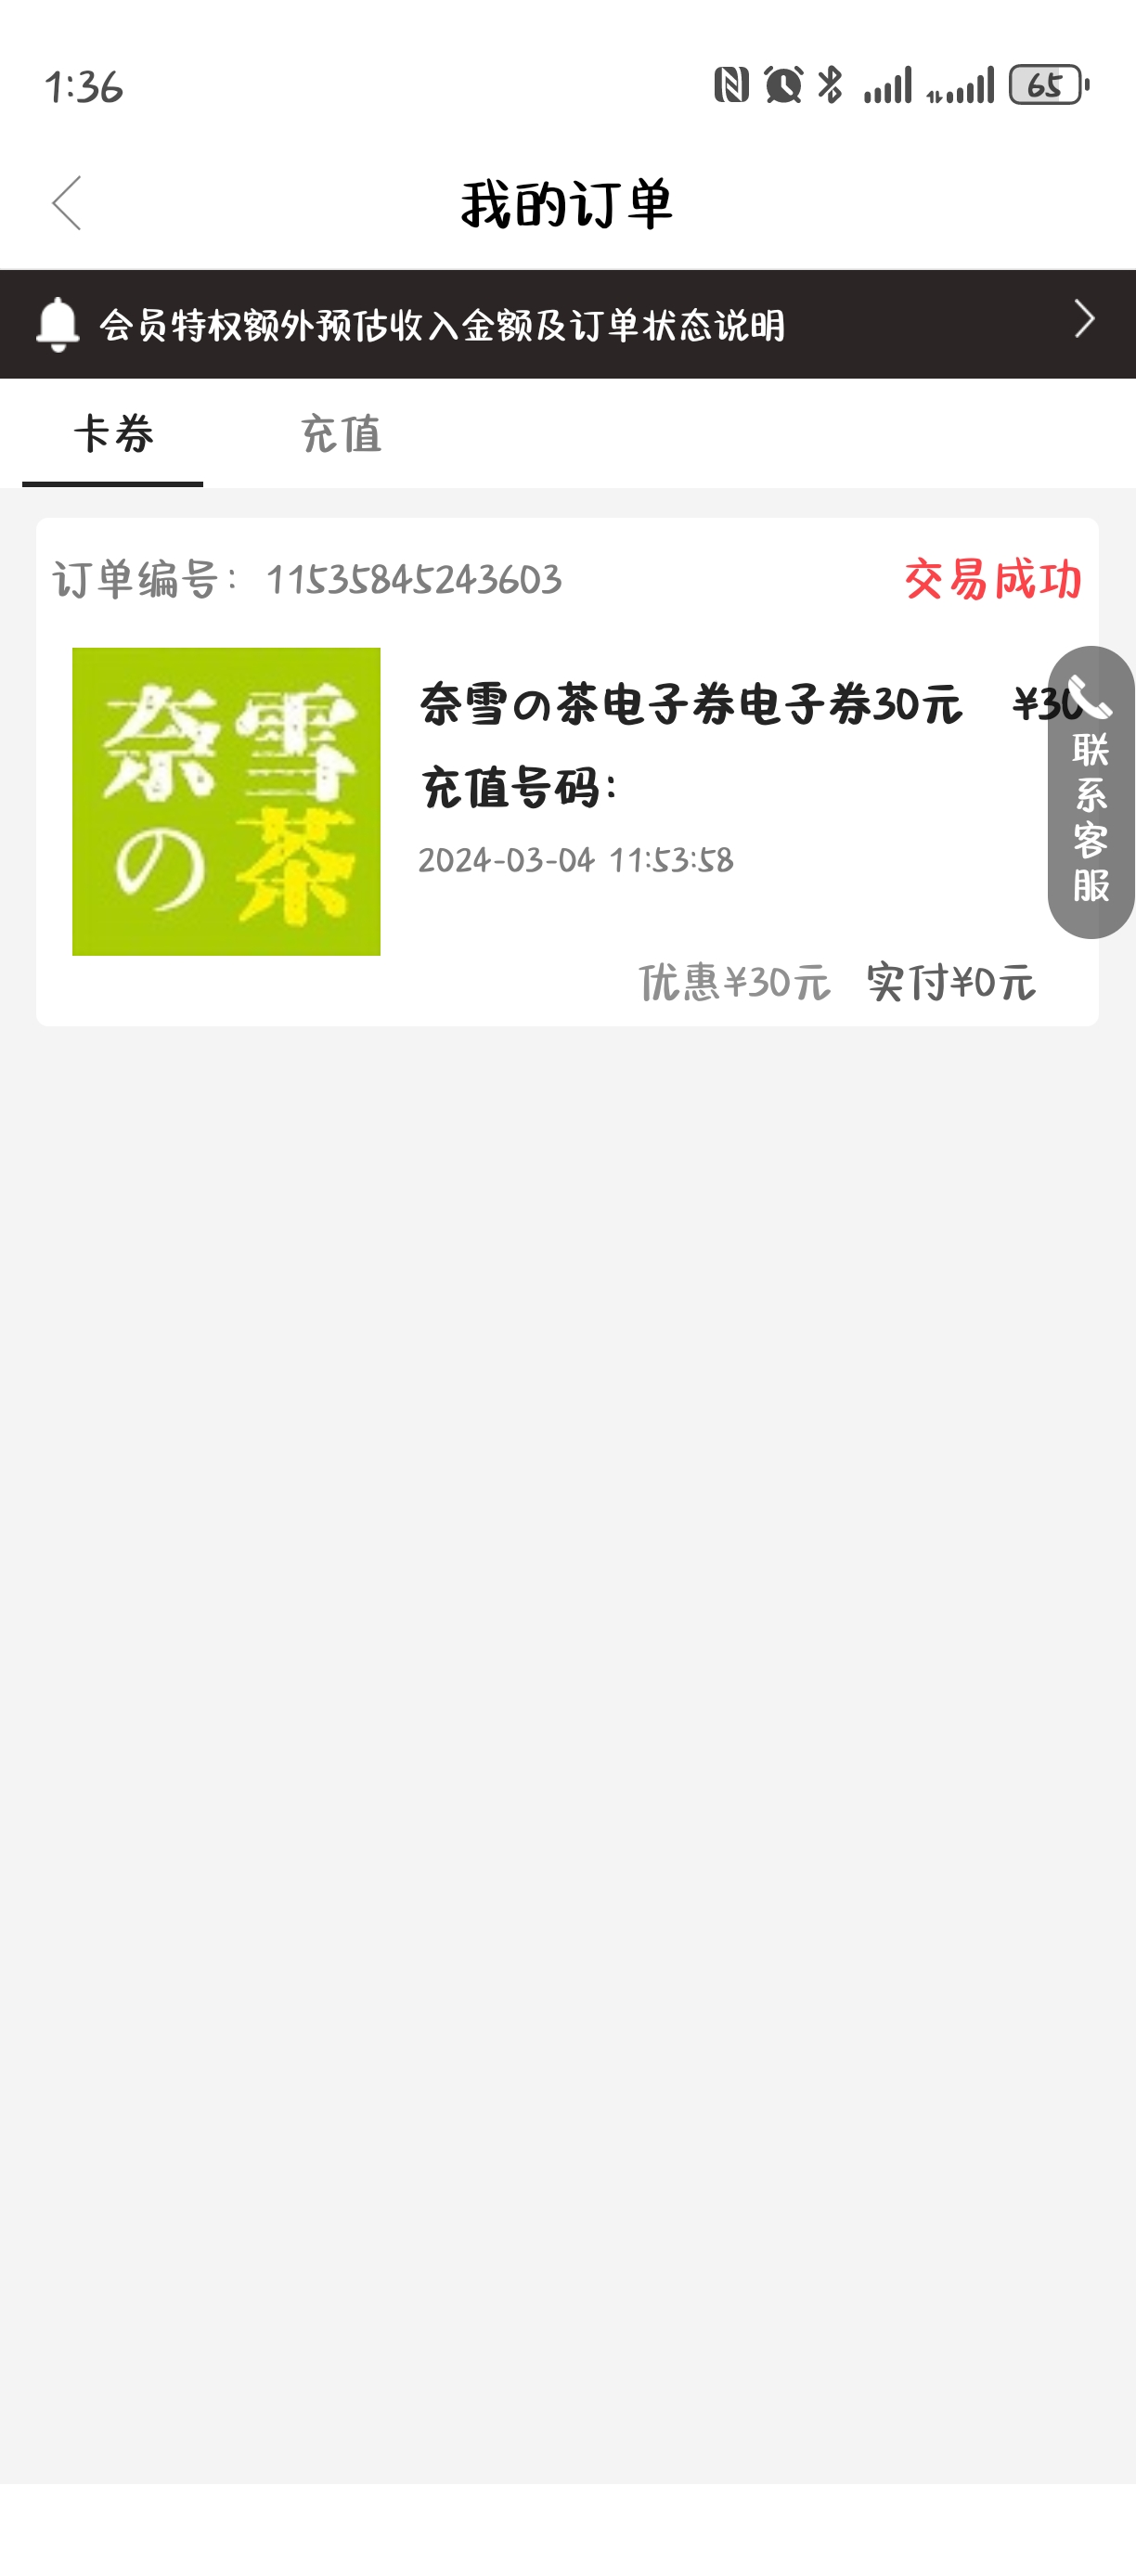 1:36
65
我的订单
会员特权额外预估收入金额及订单状态说明
卡券 充值
订单编号：11535845243603 交易成功
奈雪
の茶
奈雪の茶电子券电子券30元 ¥30
充值号码：
2024-03-04 11:53:58
联系客服
优惠¥30元 实付¥0元